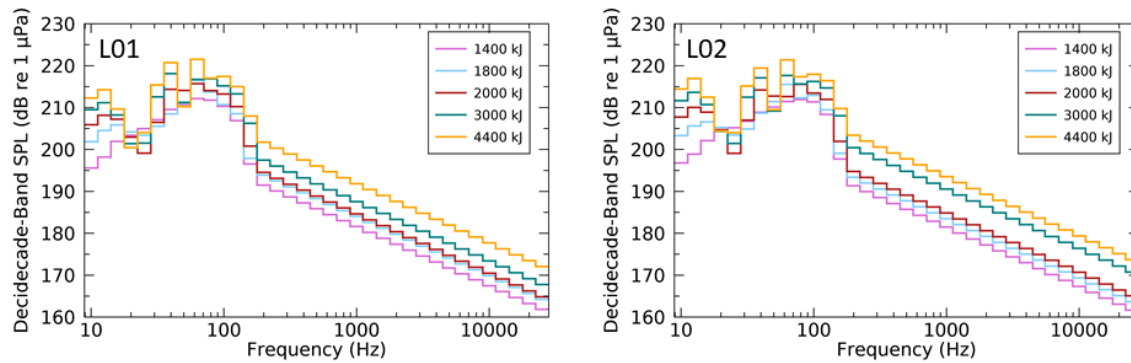 L01
Decidecade-Band SPL (dB re 1 µPa)
230
220
210
200
190
180
170
160
10
100
1000
10000
Frequency (Hz)
1400 kJ
1800 kJ
2000 kJ
3000 kJ
4400 kJ
L02
Decidecade-Band SPL (dB re 1 µPa)
230
220
210
200
190
180
170
160
10
100
1000
10000
Frequency (Hz)
1400 kJ
1800 kJ
2000 kJ
3000 kJ
4400 kJ